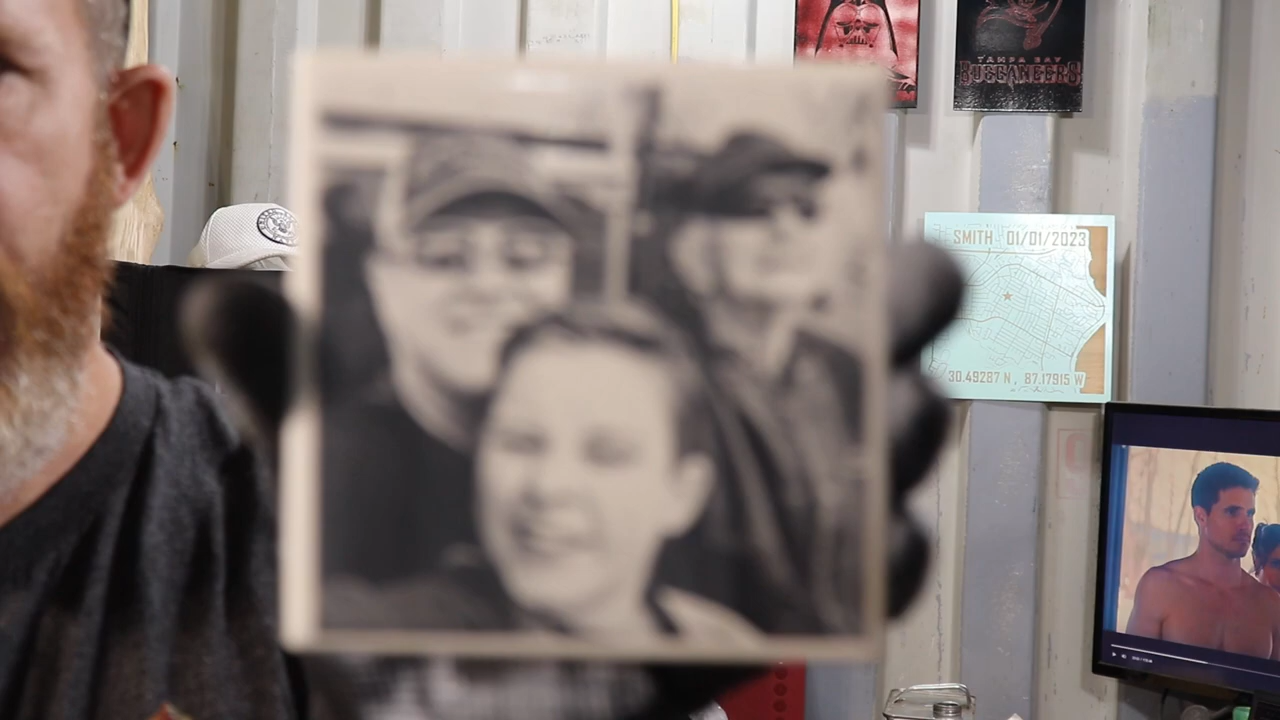 TAMPA BAY
BUCCANEERS
SMITH 01/01/2023
30.49287 N, 87.17915 W